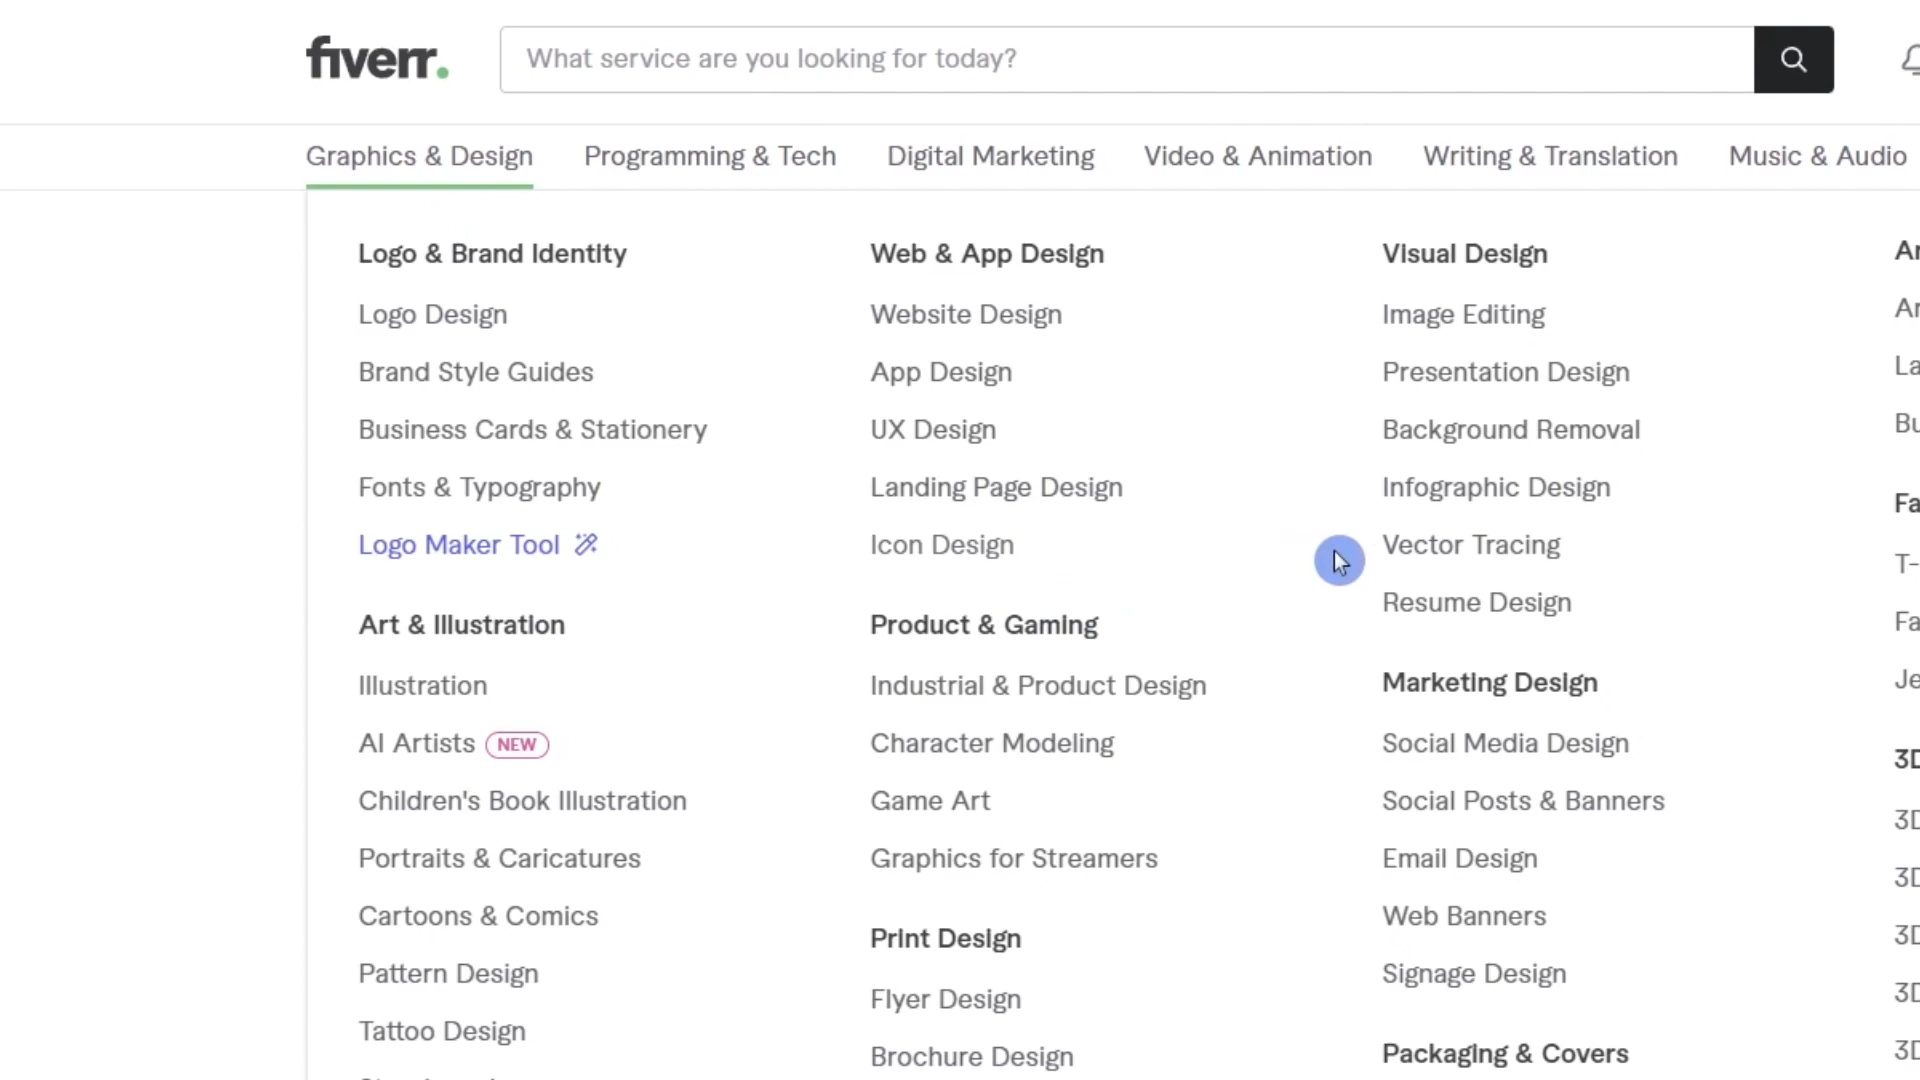 fiverr.
What service are you looking for today?
Graphics & Design
Programming & Tech
Digital Marketing
Video & Animation
Writing & Translation
Music & Audio
Logo & Brand Identity
Logo Design
Brand Style Guides
Business Cards & Stationery
Fonts & Typography
Logo Maker Tool
Art & Illustration
Illustration
AI Artists NEW
Children's Book Illustration
Portraits & Caricatures
Cartoons & Comics
Pattern Design
Tattoo Design
Web & App Design
Website Design
App Design
UX Design
Landing Page Design
Icon Design
Product & Gaming
Industrial & Product Design
Character Modeling
Game Art
Graphics for Streamers
Print Design
Flyer Design
Brochure Design
Visual Design
Image Editing
Presentation Design
Background Removal
Infographic Design
Vector Tracing
Resume Design
Marketing Design
Social Media Design
Social Posts & Banners
Email Design
Web Banners
Signage Design
Packaging & Covers